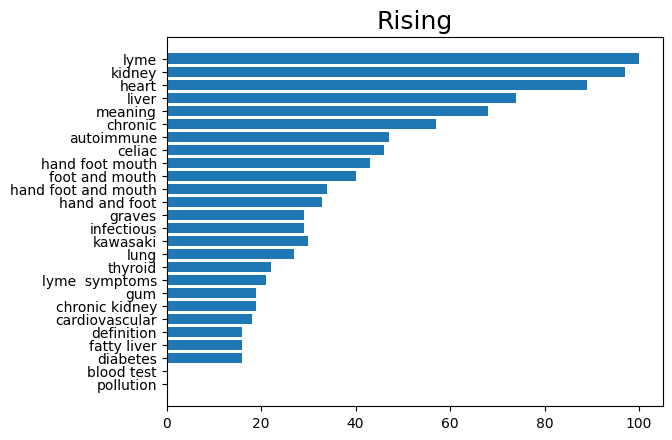 Rising
lyme
kidney
heart
liver
meaning
chronic
autoimmune
celiac
hand foot mouth
foot and mouth
hand foot and mouth
hand and foot
graves
infectious
kawasaki
lung
thyroid
lyme  symptoms
gum
chronic kidney
cardiovascular
definition
fatty liver
diabetes
blood test
pollution
0 20 40 60 80 100